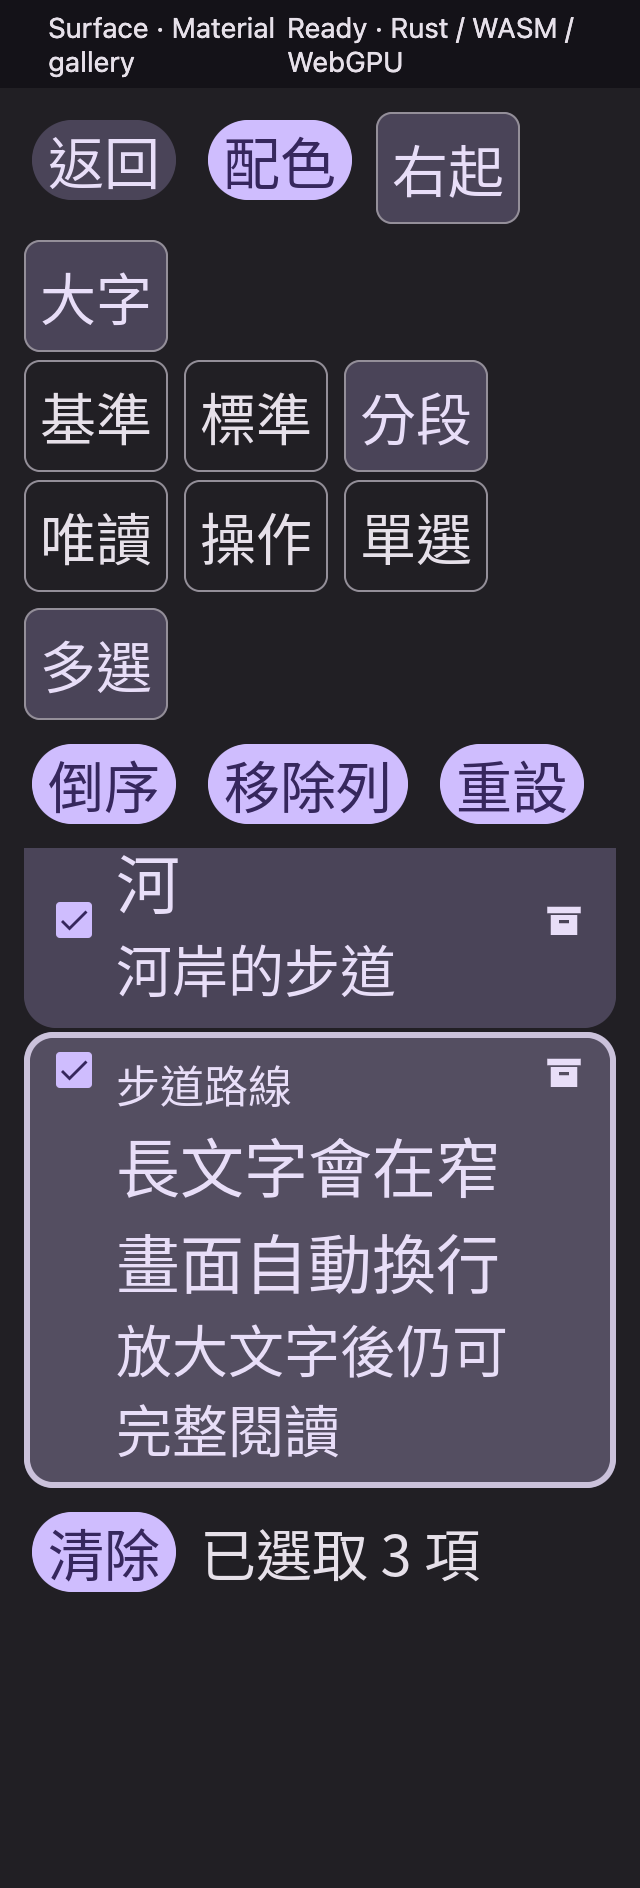 Surface · Material gallery
Ready · Rust / WASM / WebGPU
返回 配色 右起
大字
基準 標準 分段
唯讀 操作 單選
多選
倒序 移除列 重設
河
河岸的步道
步道路線
長文字會在窄
畫面自動換行
放大文字後仍可
完整閱讀
清除 已選取 3 項